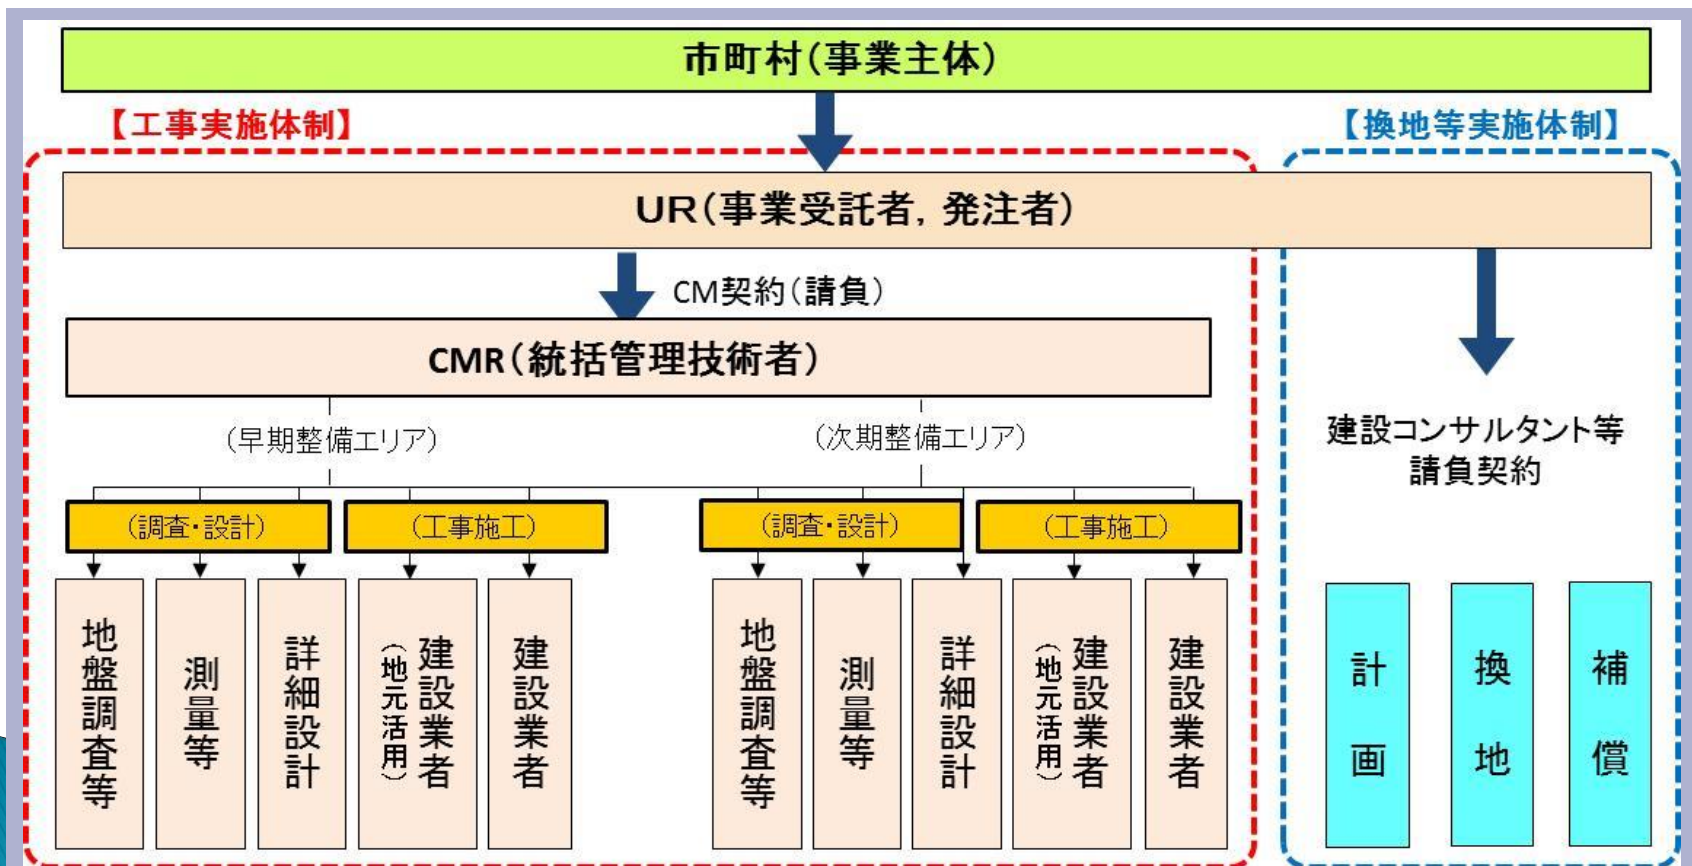 市町村(事業主体)
【工事実施体制】
【換地等実施体制】
UR(事業受託者, 発注者)
CM契約(請負)
CMR(統括管理技術者)
(早期整備エリア)
(次期整備エリア)
建設コンサルタント等
請負契約
(調査・設計)
(工事施工)
(調査・設計)
(工事施工)
地盤調査等
測量等
詳細設計
建設業者
(地元活用)
建設業者
地盤調査等
測量等
詳細設計
建設業者
(地元活用)
建設業者
計画
換地
補償